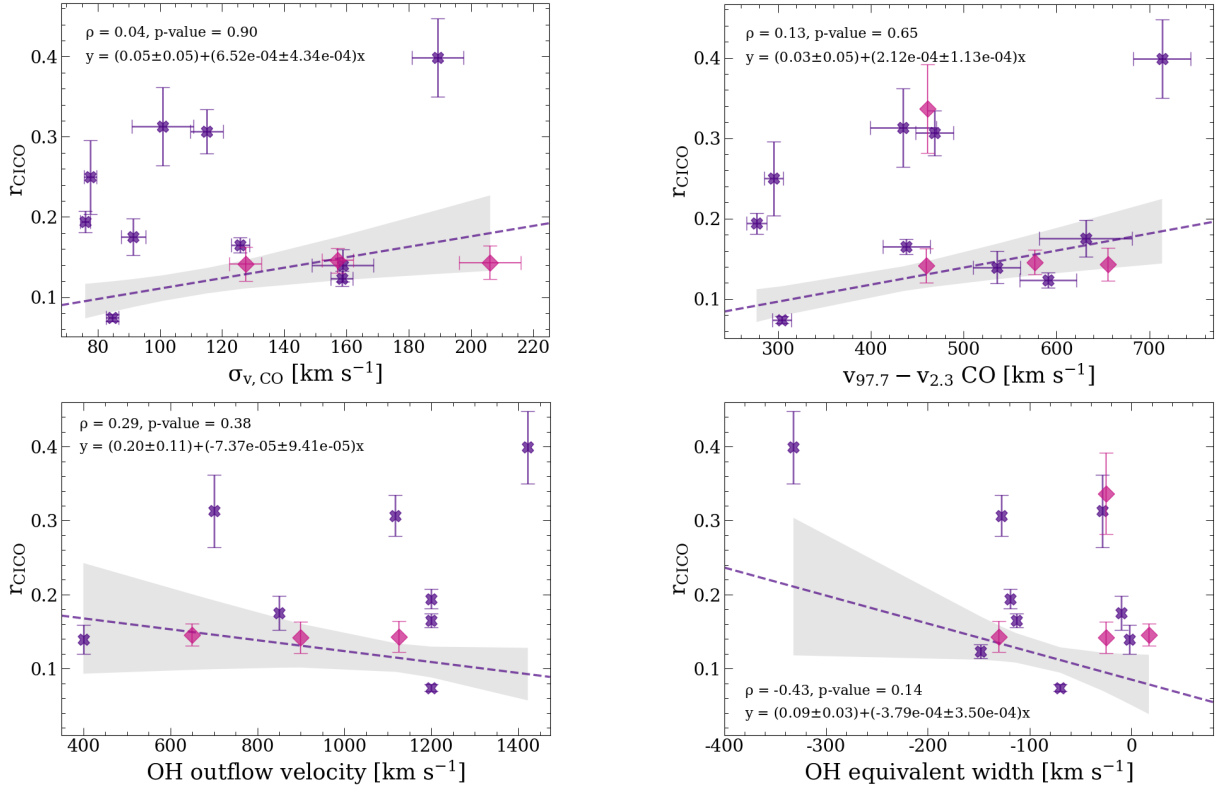 ρ = 0.04, p-value = 0.90
y = (0.05±0.05)+(6.52e-04±4.34e-04)x
0.4
0.3
0.2
0.1
r_CICO
80 100 120 140 160 180 200 220
σ_v, CO [km s⁻¹]
ρ = 0.13, p-value = 0.65
y = (0.03±0.05)+(2.12e-04±1.13e-04)x
0.4
0.3
0.2
0.1
r_CICO
300 400 500 600 700
v_97.7 − v_2.3 CO [km s⁻¹]
ρ = 0.29, p-value = 0.38
y = (0.20±0.11)+(-7.37e-05±9.41e-05)x
0.4
0.3
0.2
0.1
r_CICO
400 600 800 1000 1200 1400
OH outflow velocity [km s⁻¹]
0.4
0.3
0.2
0.1
r_CICO
ρ = -0.43, p-value = 0.14
y = (0.09±0.03)+(-3.79e-04±3.50e-04)x
-400 -300 -200 -100 0
OH equivalent width [km s⁻¹]